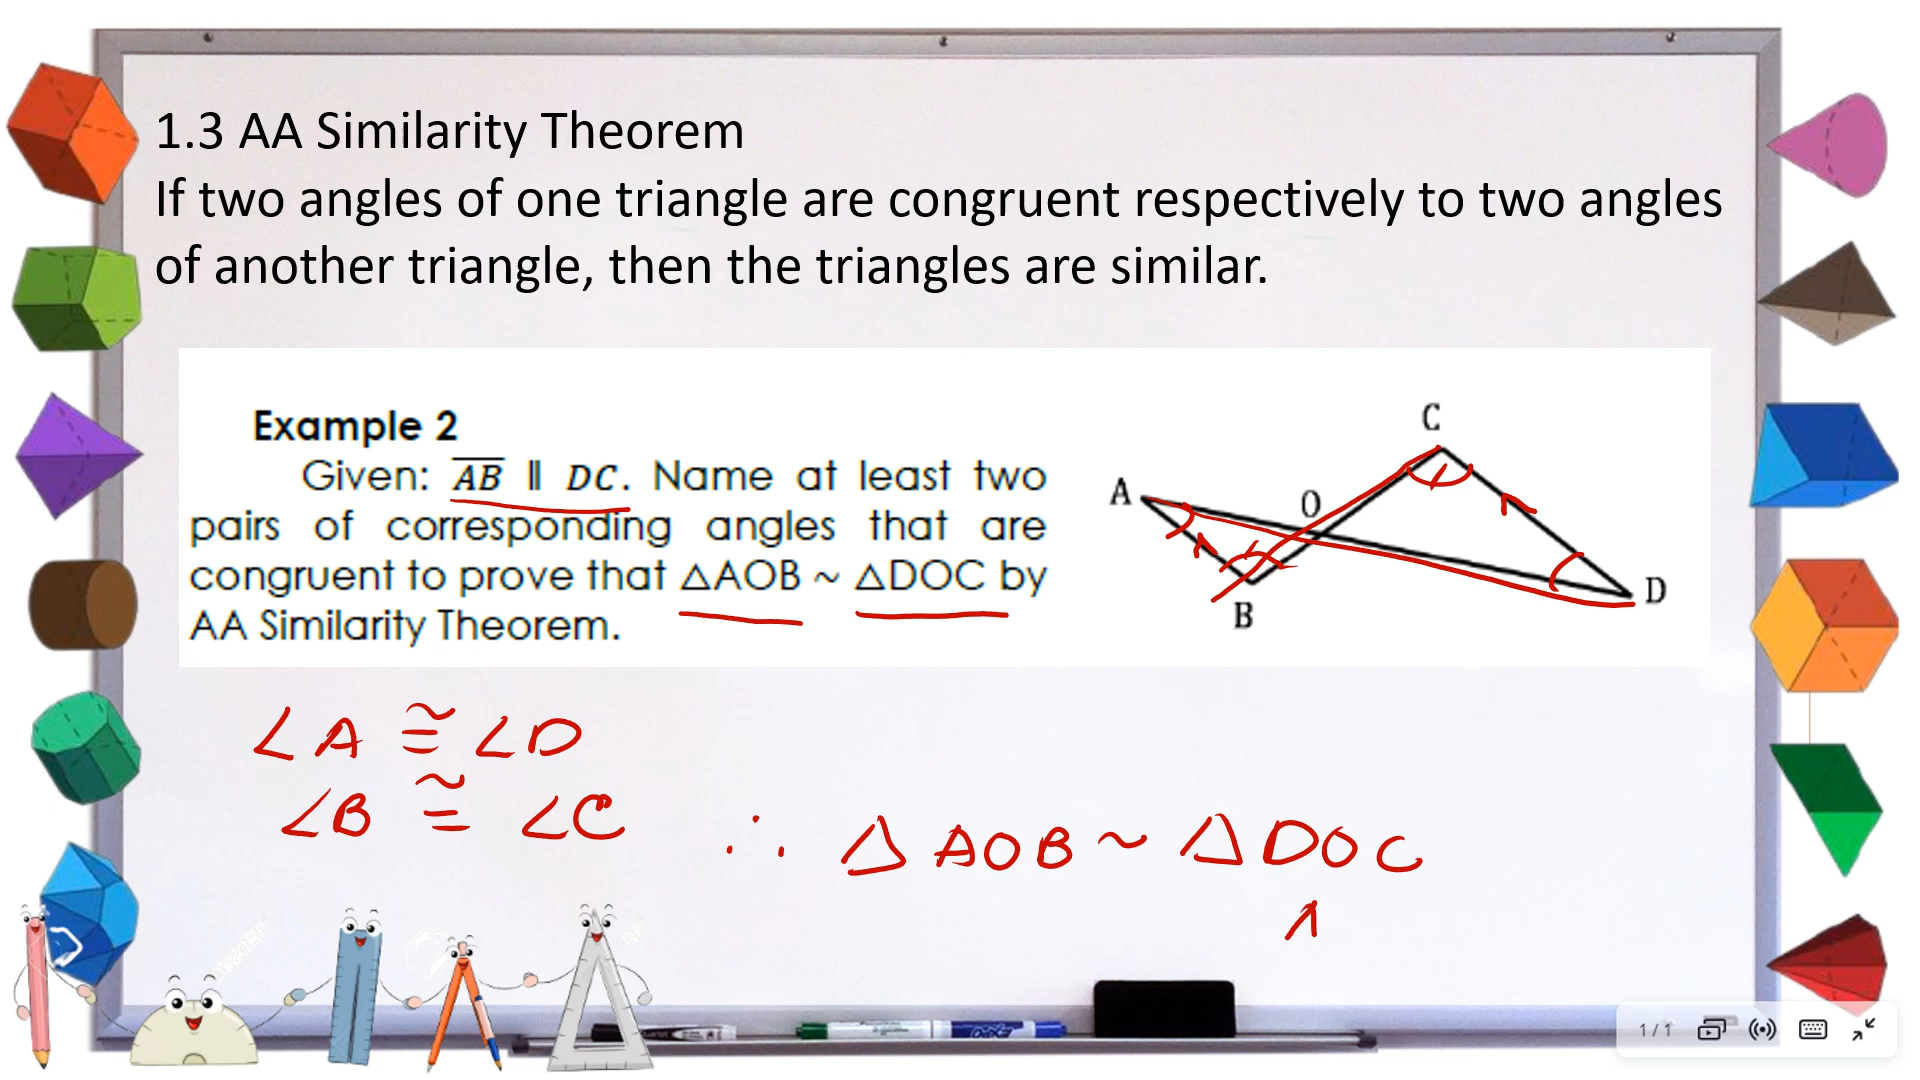 1.3 AA Similarity Theorem
If two angles of one triangle are congruent respectively to two angles
of another triangle, then the triangles are similar.
Example 2
Given: A̅B̅ ∥ DC. Name at least two
pairs of corresponding angles that are
congruent to prove that △AOB ~ △DOC by
AA Similarity Theorem.
C
A
O
B
D
∠A ≅ ∠D
∠B ≅ ∠C
∴ △AOB ~ △DOC
1 / 1